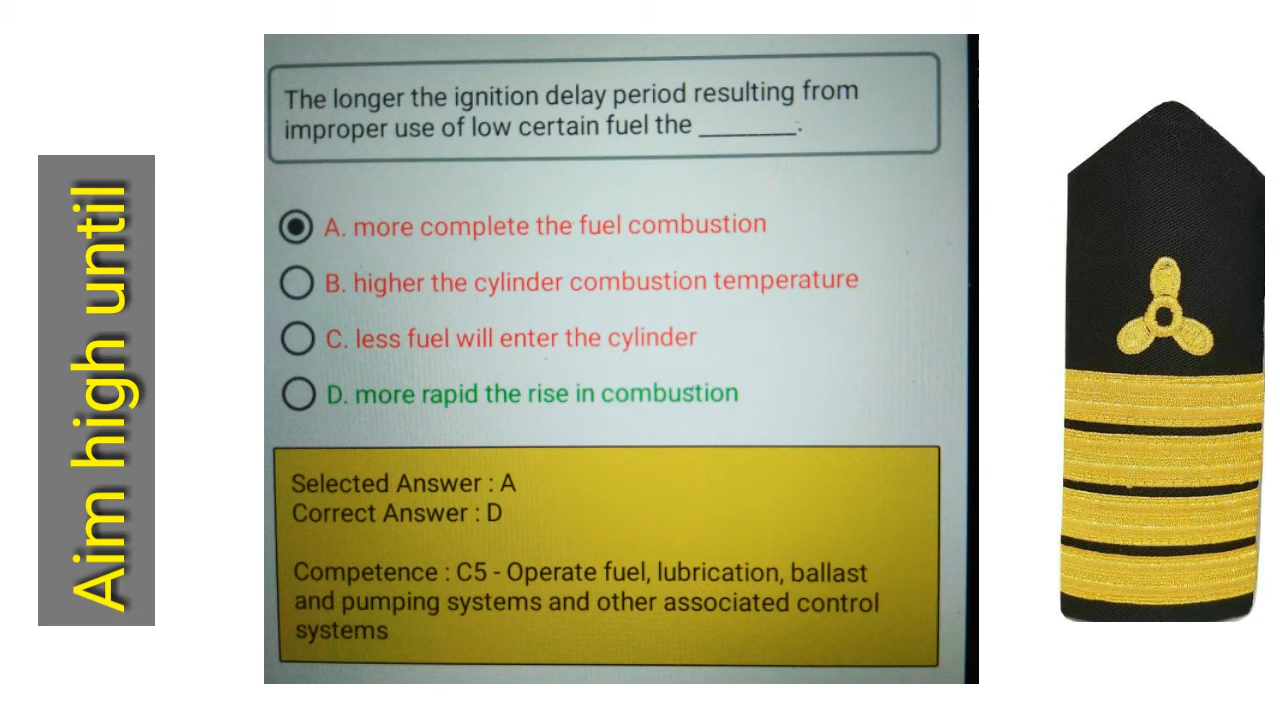 Aim high until
The longer the ignition delay period resulting from
improper use of low certain fuel the ________.
A. more complete the fuel combustion
B. higher the cylinder combustion temperature
C. less fuel will enter the cylinder
D. more rapid the rise in combustion
Selected Answer : A
Correct Answer : D
Competence : C5 - Operate fuel, lubrication, ballast
and pumping systems and other associated control
systems